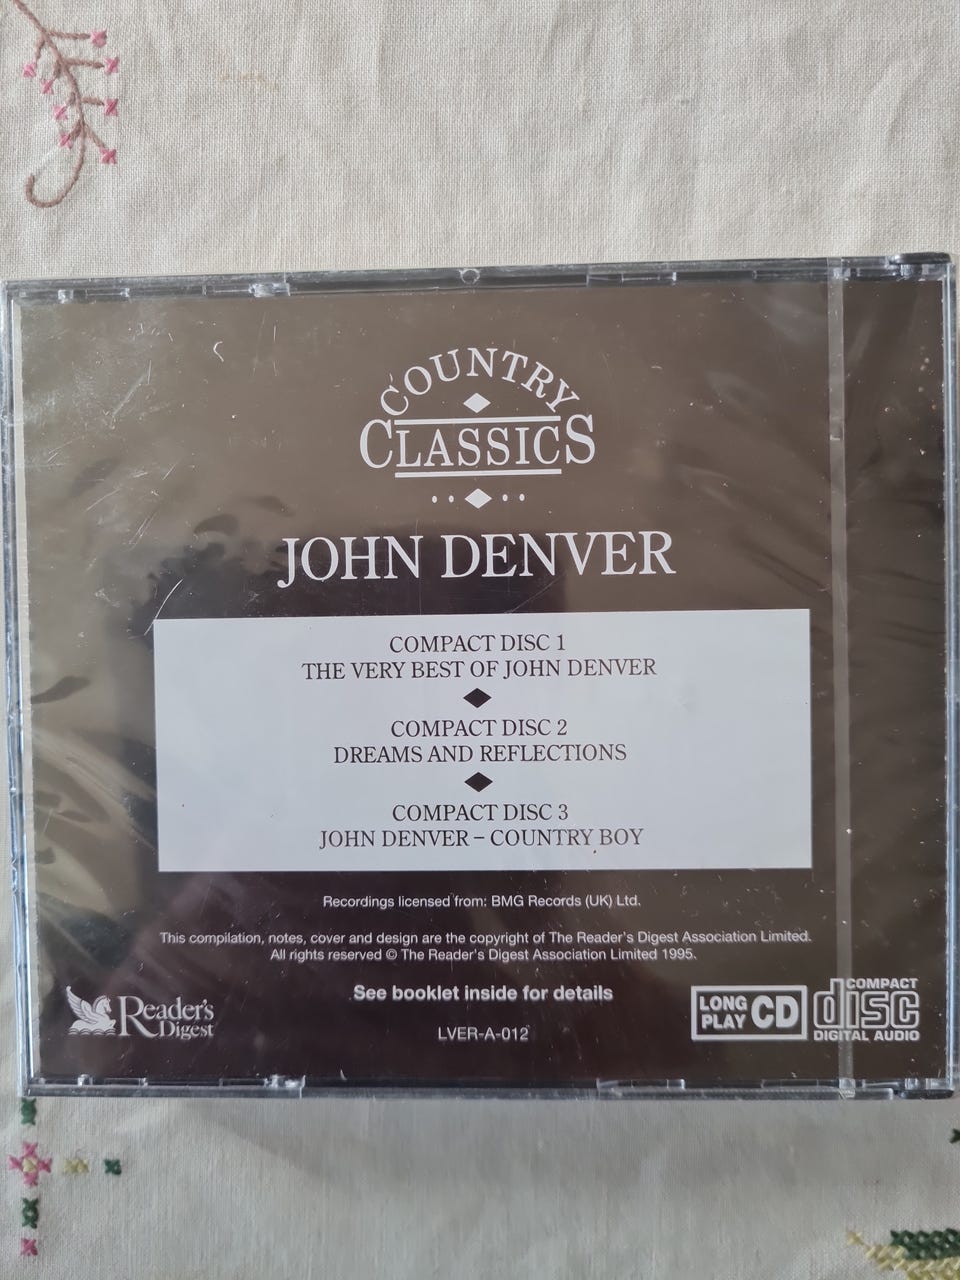 COUNTRY
CLASSICS
JOHN DENVER
COMPACT DISC 1
THE VERY BEST OF JOHN DENVER
COMPACT DISC 2
DREAMS AND REFLECTIONS
COMPACT DISC 3
JOHN DENVER – COUNTRY BOY
Recordings licensed from: BMG Records (UK) Ltd.
This compilation, notes, cover and design are the copyright of The Reader's Digest Association Limited.
All rights reserved © The Reader's Digest Association Limited 1995.
See booklet inside for details
Reader's
Digest
LVER-A-012
LONG
PLAY CD
COMPACT
disc
DIGITAL AUDIO